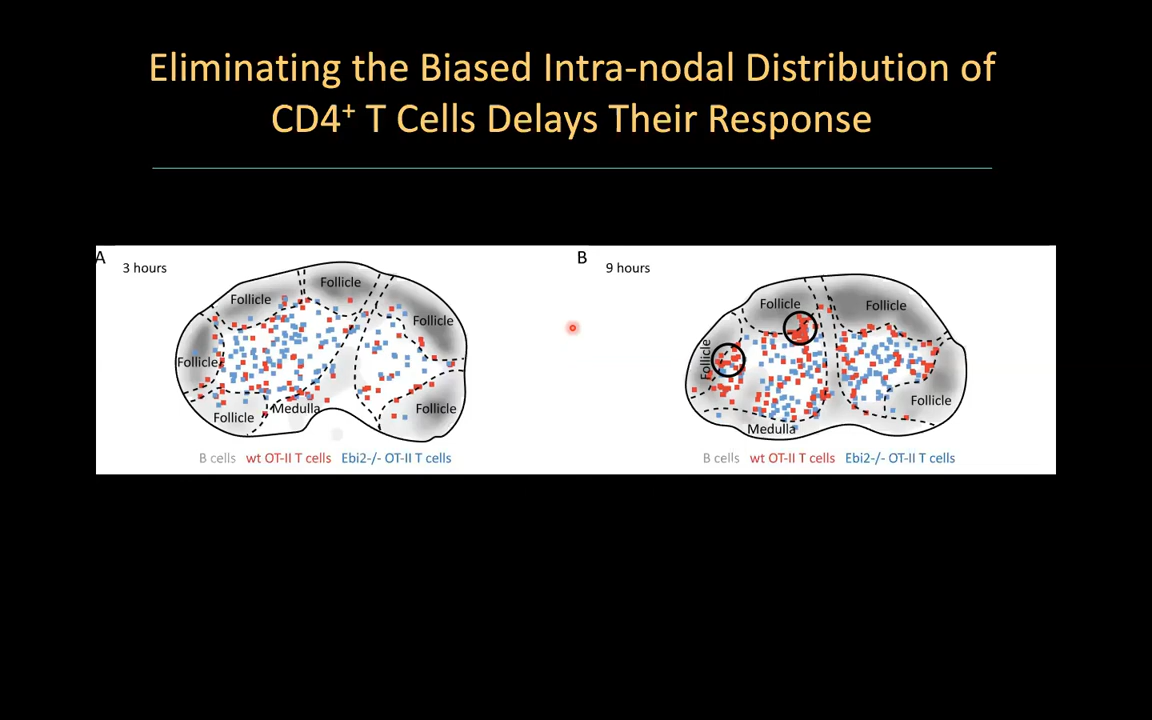 Eliminating the Biased Intra-nodal Distribution of
CD4⁺ T Cells Delays Their Response
A
3 hours
Follicle
Follicle
Follicle
Follicle
Follicle
Follicle
Medulla
B cells wt OT-II T cells Ebi2-/- OT-II T cells
B
9 hours
Follicle
Follicle
Follicle
Follicle
Medulla
B cells wt OT-II T cells Ebi2-/- OT-II T cells